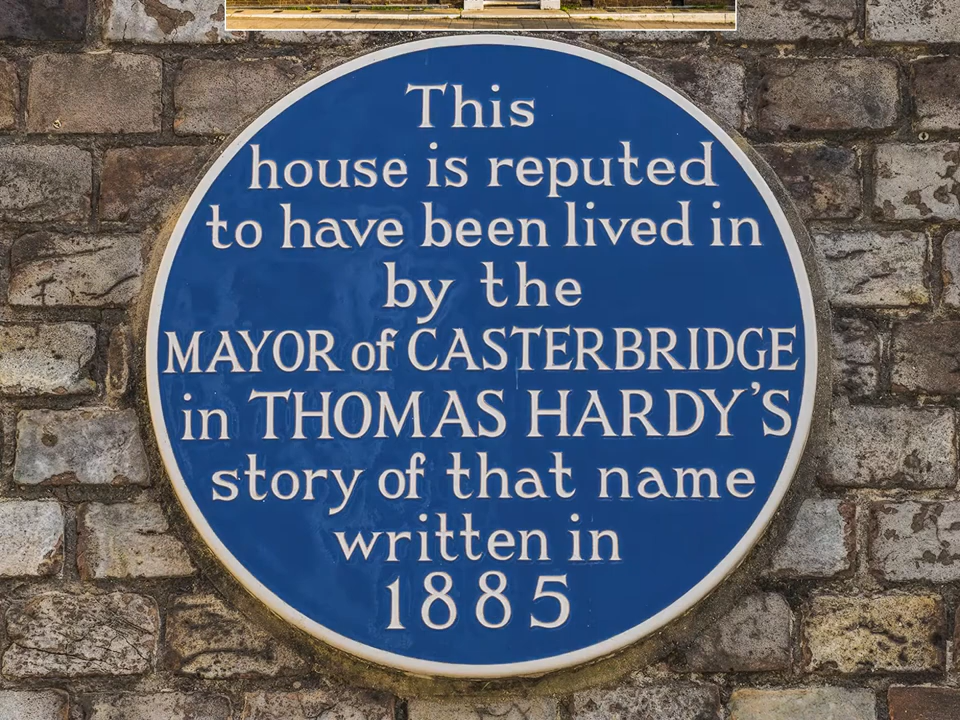 This
house is reputed
to have been lived in
by the
MAYOR of CASTERBRIDGE
in THOMAS HARDY'S
story of that name
written in
1885